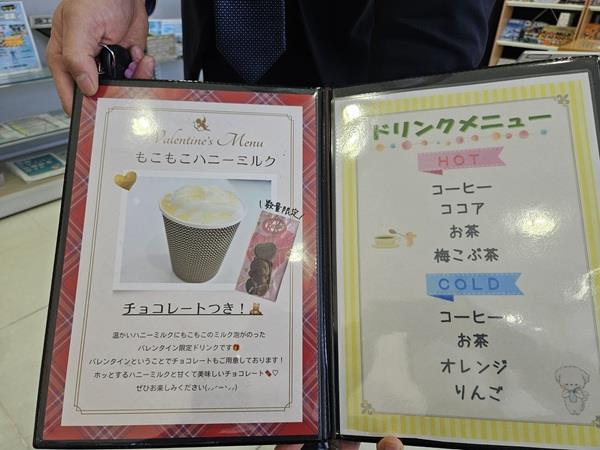 Valentine's Menu
もこもこハニーミルク
数量限定
チョコレートつき!🧸
温かいハニーミルクにもこもこのミルク泡がのった
バレンタイン限定ドリンクです🎁
バレンタインということでチョコレートもご用意しております!
ホッとするハニーミルクと甘くて美味しいチョコレート🍫♡
ぜひお楽しみください(⸝⸝ᵕᴗᵕ⸝⸝)
ドリンクメニュー
HOT
コーヒー
ココア
お茶
梅こぶ茶
COLD
コーヒー
お茶
オレンジ
りんご